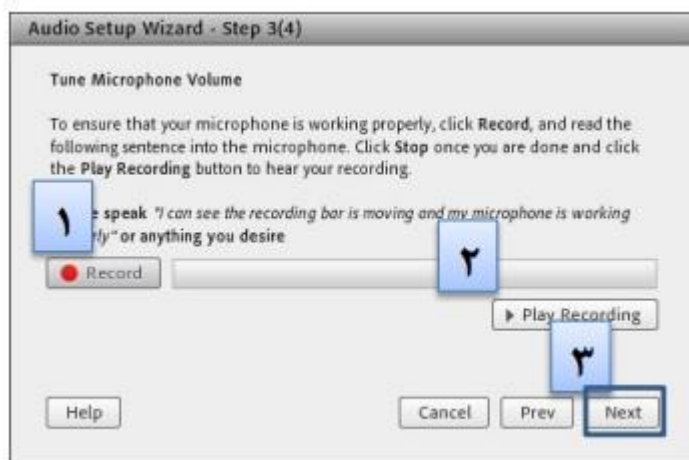 Audio Setup Wizard - Step 3(4)
Tune Microphone Volume
To ensure that your microphone is working properly, click Record, and read the
following sentence into the microphone. Click Stop once you are done and click
the Play Recording button to hear your recording.
۱
speak "I can see the recording bar is moving and my microphone is working
or anything you desire
Record
۲
Play Recording
۳
Help
Cancel
Prev
Next